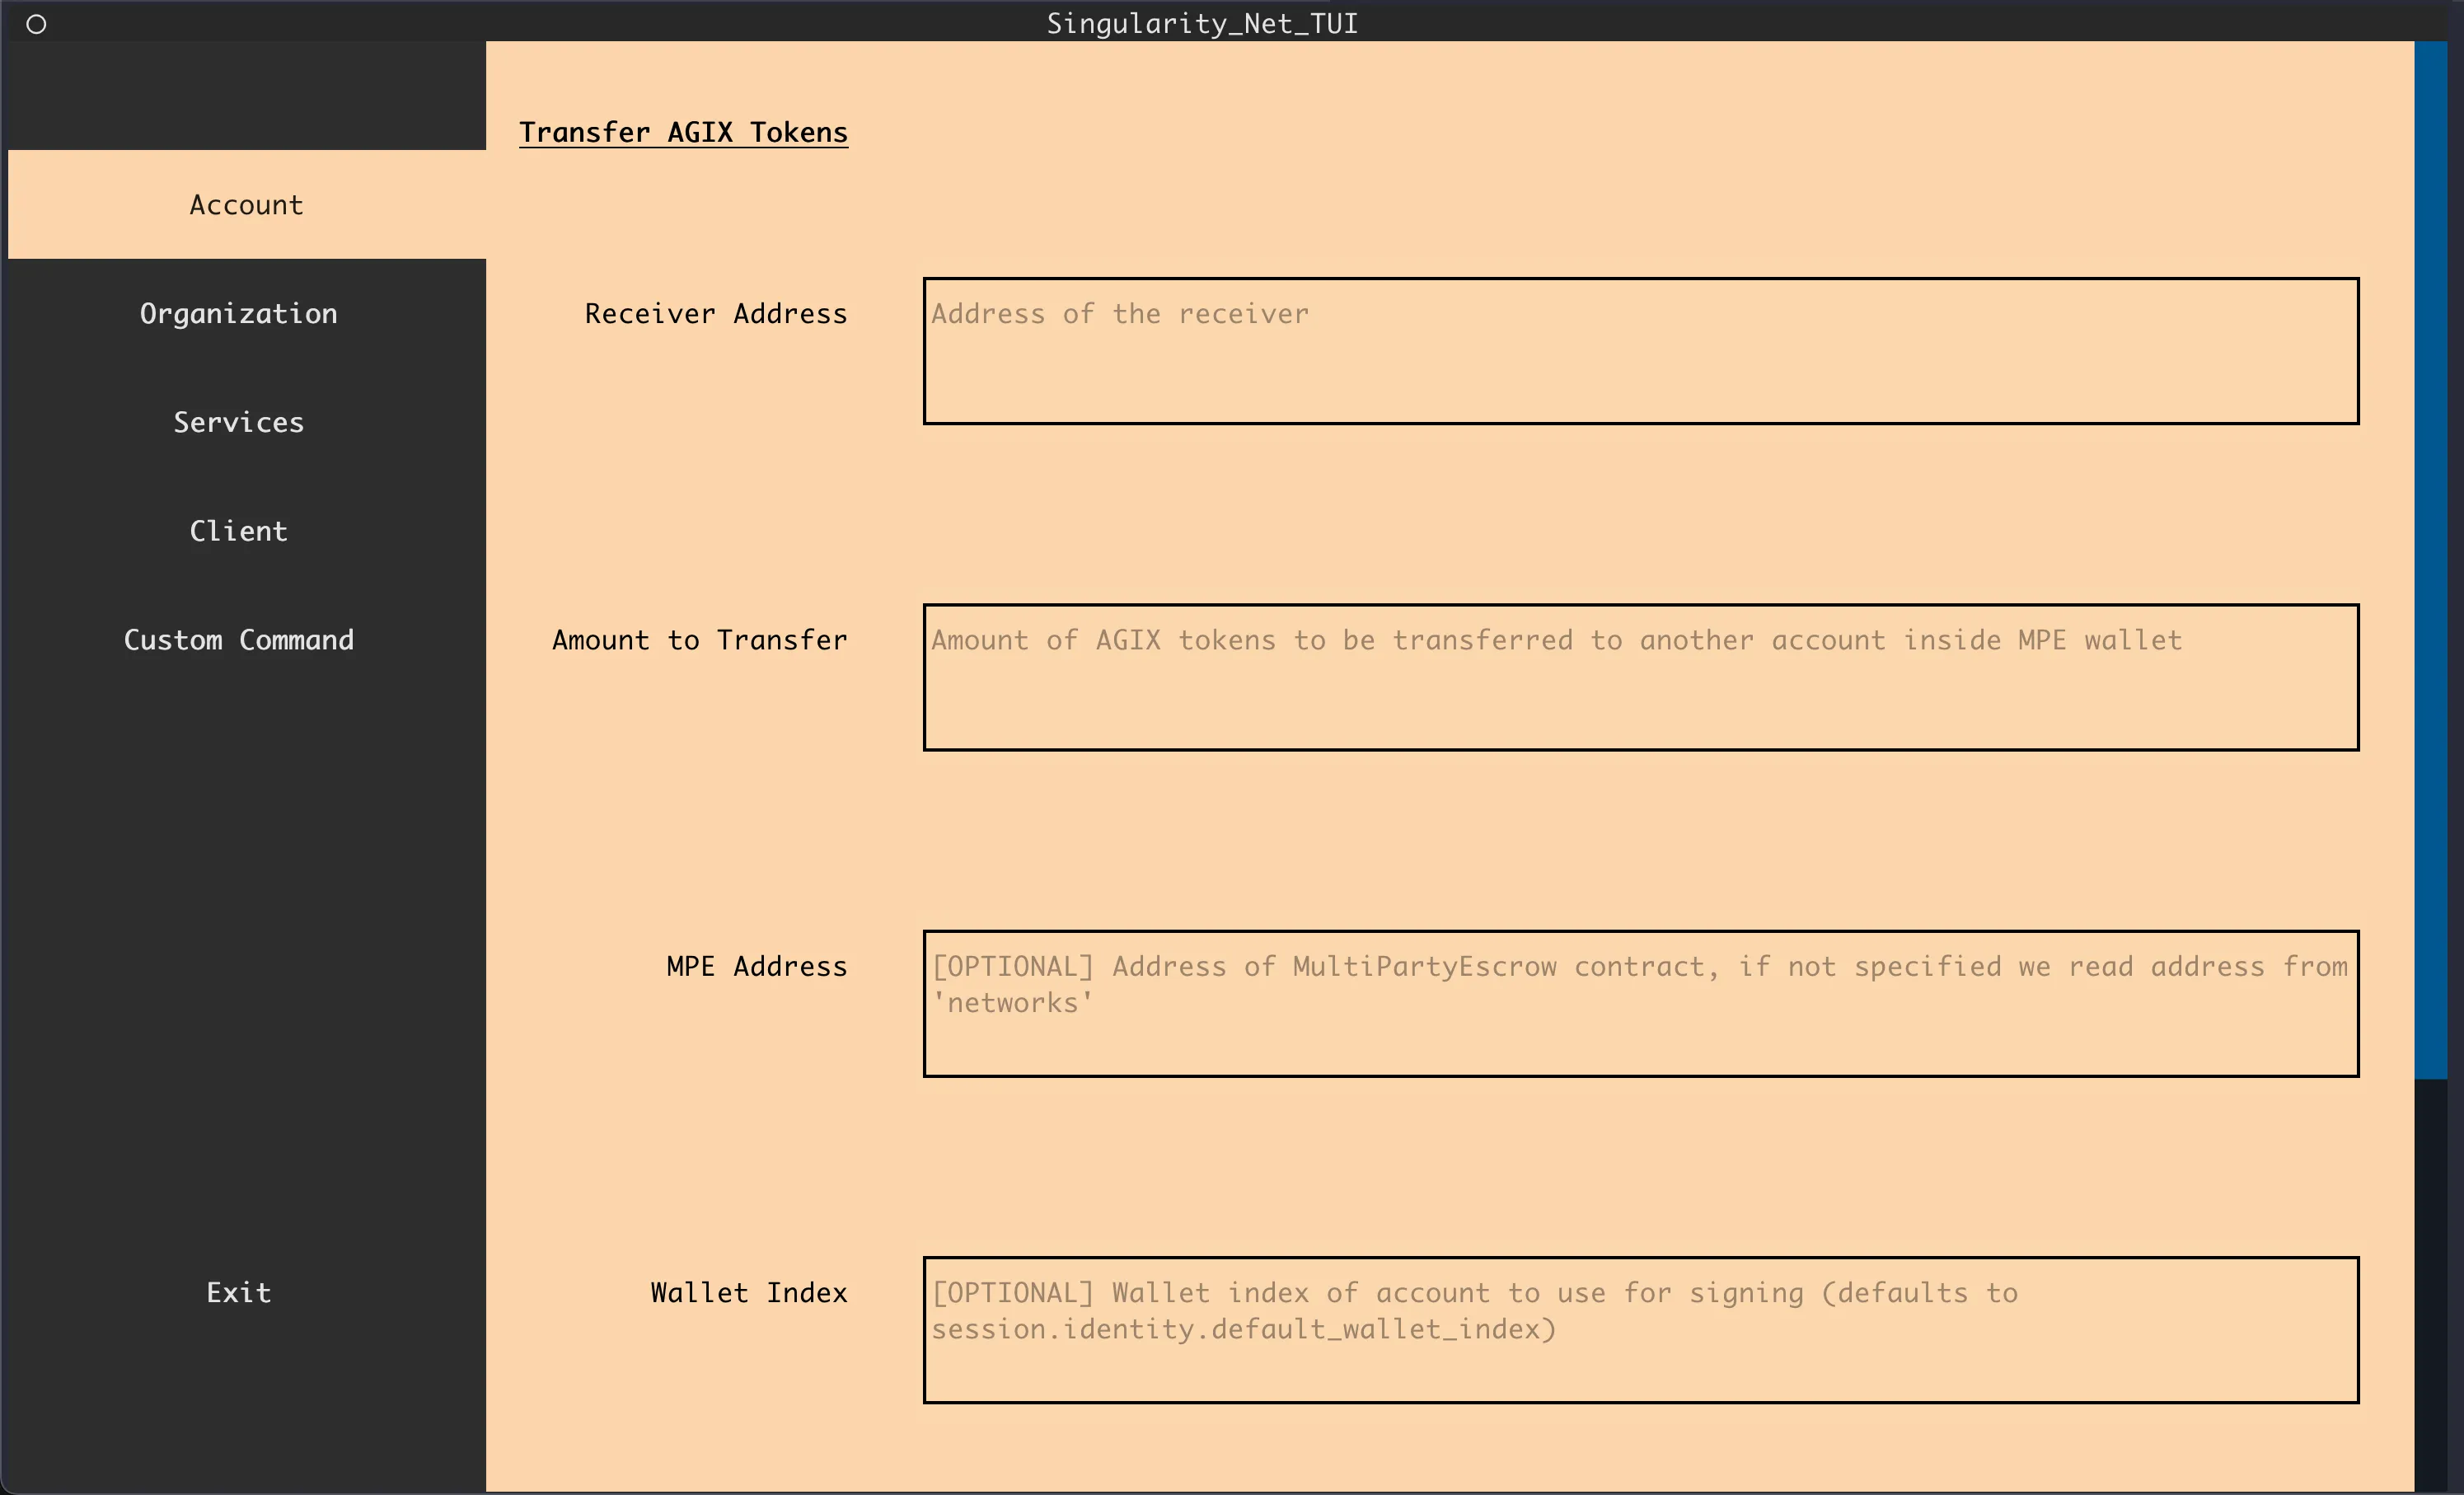 Singularity_Net_TUI
Account
Organization
Services
Client
Custom Command
Exit
Transfer AGIX Tokens
Receiver Address
Address of the receiver
Amount to Transfer
Amount of AGIX tokens to be transferred to another account inside MPE wallet
MPE Address
[OPTIONAL] Address of MultiPartyEscrow contract, if not specified we read address from
'networks'
Wallet Index
[OPTIONAL] Wallet index of account to use for signing (defaults to
session.identity.default_wallet_index)